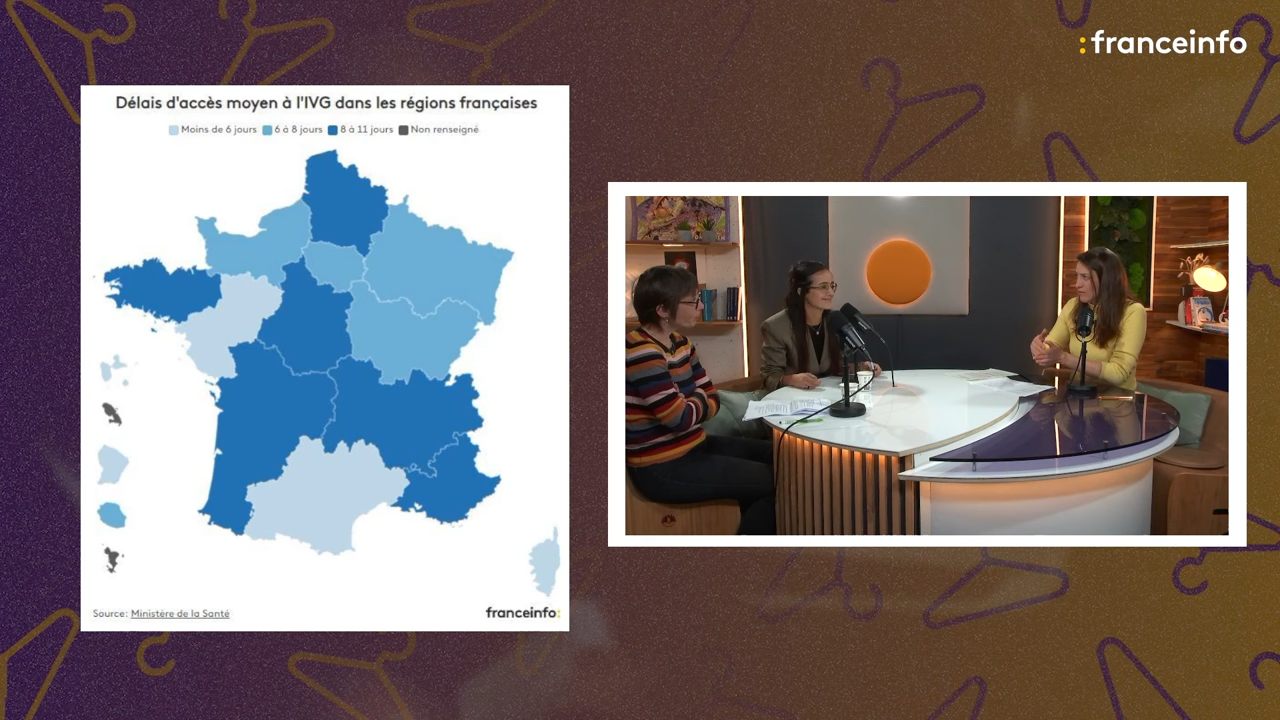 :franceinfo
Délais d'accès moyen à l'IVG dans les régions françaises
Moins de 6 jours 6 à 8 jours 8 à 11 jours Non renseigné
Source: Ministère de la Santé
franceinfo: